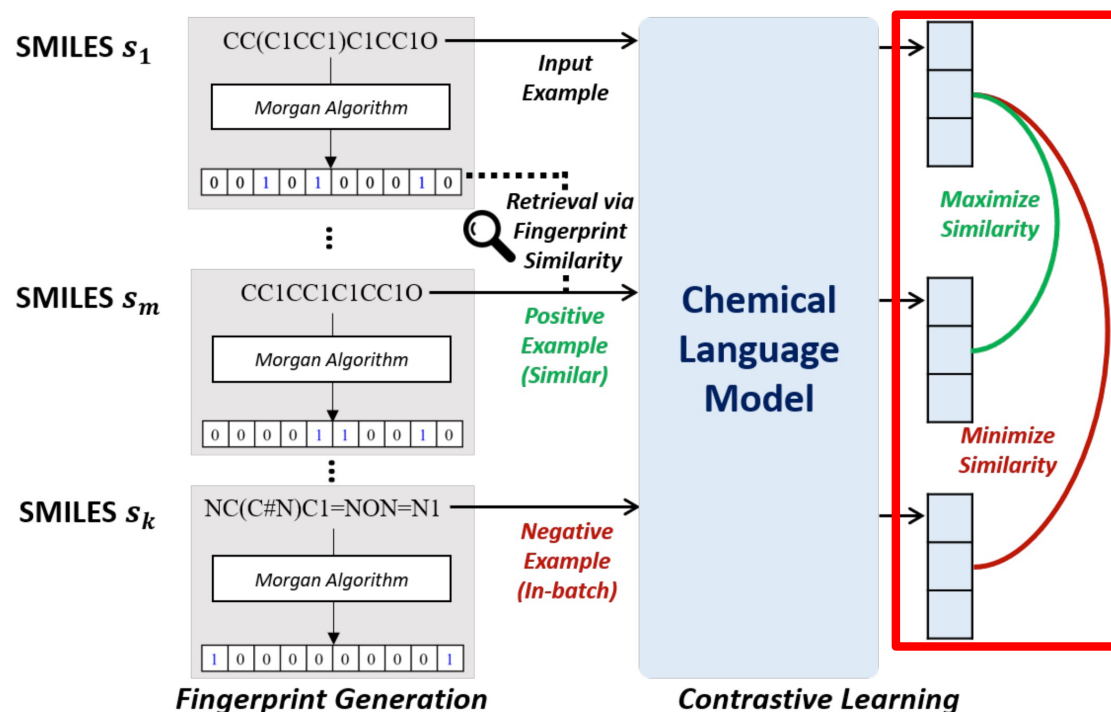 SMILES s₁
CC(C1CC1)C1CC1O
Morgan Algorithm
0 0 1 0 1 0 0 0 1 0
Input
Example
Retrieval via
Fingerprint
Similarity
SMILES sₘ
CC1CC1C1CC1O
Morgan Algorithm
0 0 0 0 1 1 0 0 1 0
Positive
Example
(Similar)
SMILES sₖ
NC(C#N)C1=NON=N1
Morgan Algorithm
1 0 0 0 0 0 0 0 0 1
Negative
Example
(In-batch)
Chemical
Language
Model
Maximize
Similarity
Minimize
Similarity
Fingerprint Generation
Contrastive Learning